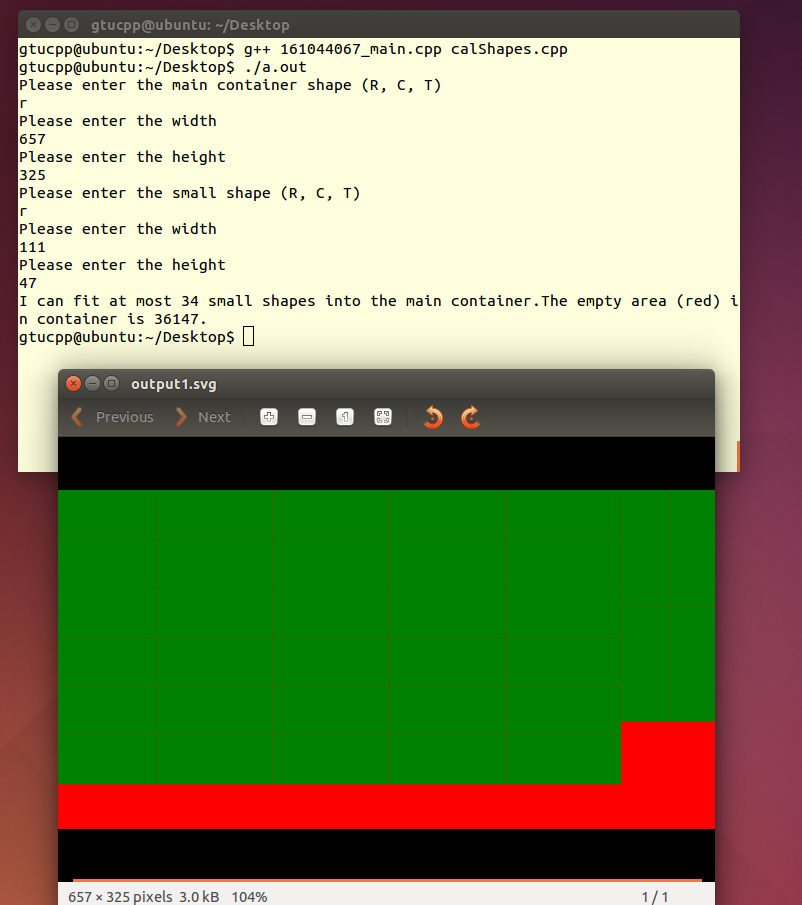 gtucpp@ubuntu: ~/Desktop
gtucpp@ubuntu:~/Desktop$ g++ 161044067_main.cpp calShapes.cpp
gtucpp@ubuntu:~/Desktop$ ./a.out
Please enter the main container shape (R, C, T)
r
Please enter the width
657
Please enter the height
325
Please enter the small shape (R, C, T)
r
Please enter the width
111
Please enter the height
47
I can fit at most 34 small shapes into the main container.The empty area (red) i
n container is 36147.
gtucpp@ubuntu:~/Desktop$
output1.svg
Previous Next
657 × 325 pixels 3.0 kB 104% 1 / 1